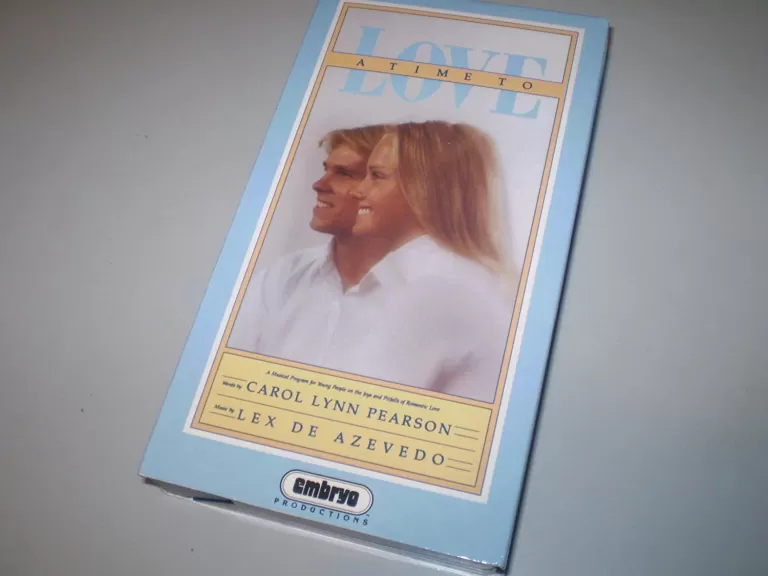 A TIME TO
LOVE
A Musical Program for Young People on the Joys and Pitfalls of Romantic Love
Words by CAROL LYNN PEARSON
Music by LEX DE AZEVEDO
embryo
PRODUCTIONS™